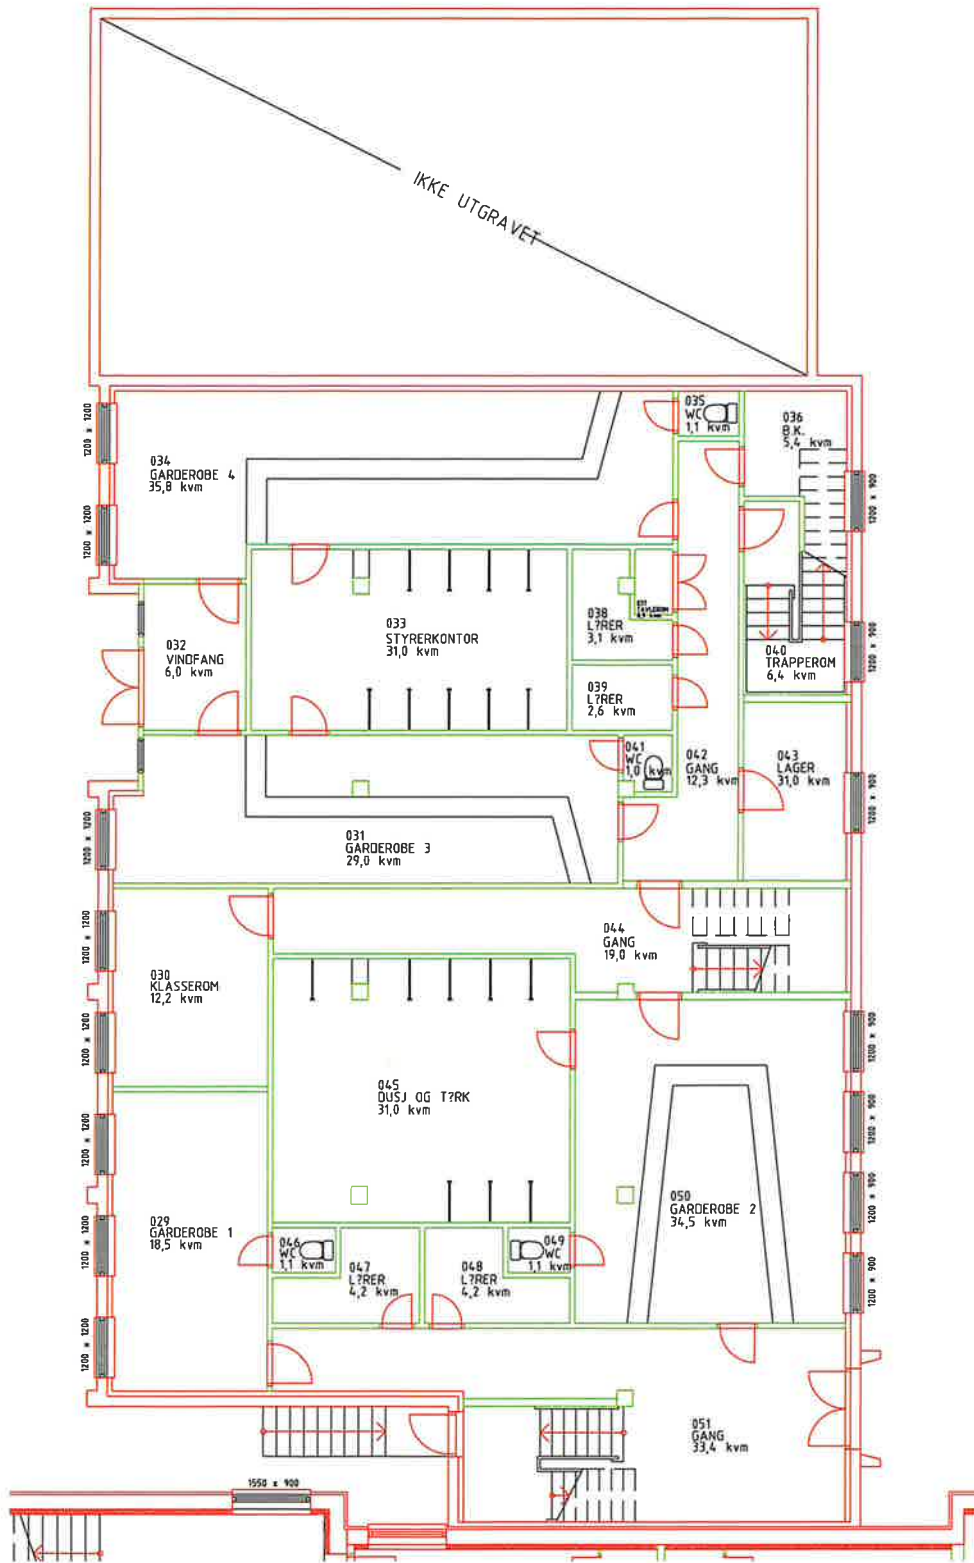 IKKE UTGRAVET
035
WC
1,1 kvm
036
B.K.
5,4 kvm
1200 x 1200
034
GARDEROBE 4
35,8 kvm
1200 x 900
1200 x 1200
038
L?RER
3,1 kvm
033
STYRERKONTOR
31,0 kvm
032
VINDFANG
6,0 kvm
040
TRAPPEROM
6,4 kvm
1200 x 900
039
L?RER
2,6 kvm
041
WC
1,0 kvm
042
GANG
12,3 kvm
043
LAGER
31,0 kvm
1200 x 900
1200 x 1200
031
GARDEROBE 3
29,0 kvm
044
GANG
19,0 kvm
1200 x 1200
030
KLASSEROM
12,2 kvm
1200 x 1200
1200 x 900
045
DUSJ OG T?RK
31,0 kvm
1200 x 1200
1200 x 900
050
GARDEROBE 2
34,5 kvm
1200 x 900
029
GARDEROBE 1
18,5 kvm
1200 x 1200
046
WC
1,1 kvm
047
L?RER
4,2 kvm
048
L?RER
4,2 kvm
049
WC
1,1 kvm
1200 x 900
1200 x 1200
051
GANG
33,4 kvm
1550 x 900